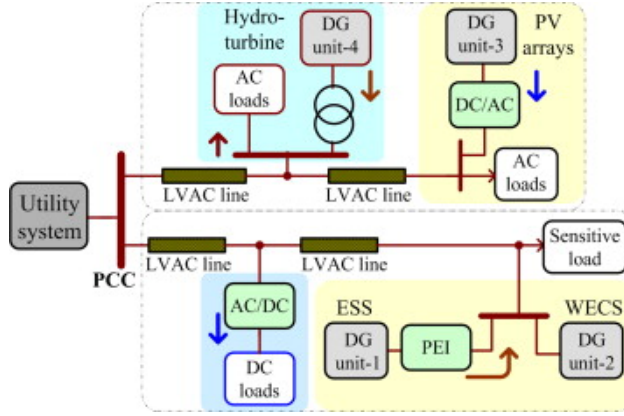 Hydro-
turbine
DG
unit-4
DG
unit-3
PV
arrays
AC
loads
DC/AC
AC
loads
LVAC line
LVAC line
Utility
system
PCC
LVAC line
LVAC line
Sensitive
load
AC/DC
DC
loads
ESS
WECS
DG
unit-1
PEI
DG
unit-2